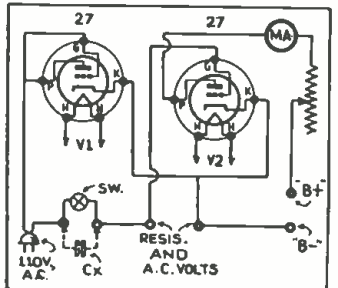 27
27
MA
G
G
P
K
P
K
H
H
H
H
V1
V2
SW.
"B+"
110V.
A.C.
Cx
RESIS.
AND
A.C. VOLTS
"B-"